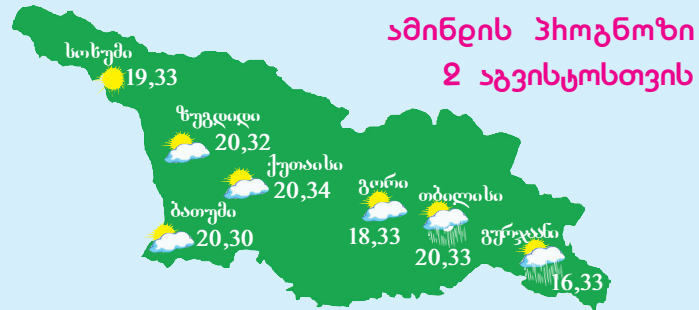 ამინდის პროგნოზი
2 აგვისტოსთვის
სოხუმი
19,33
ზუგდიდი
20,32
ქუთაისი
20,34
გორი
18,33
თბილისი
20,33
ბათუმი
20,30
გურჯაანი
16,33